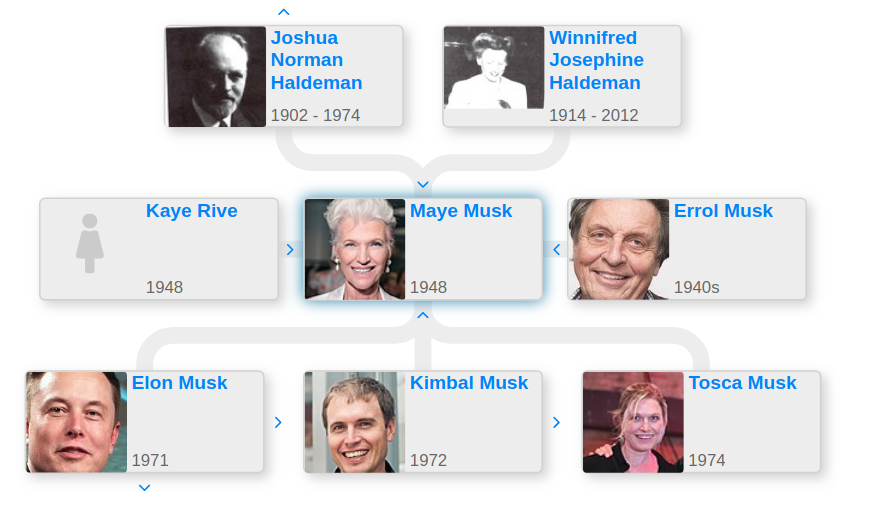 Joshua
Norman
Haldeman
1902 - 1974
Winnifred
Josephine
Haldeman
1914 - 2012
Kaye Rive
1948
Maye Musk
1948
Errol Musk
1940s
Elon Musk
1971
Kimbal Musk
1972
Tosca Musk
1974